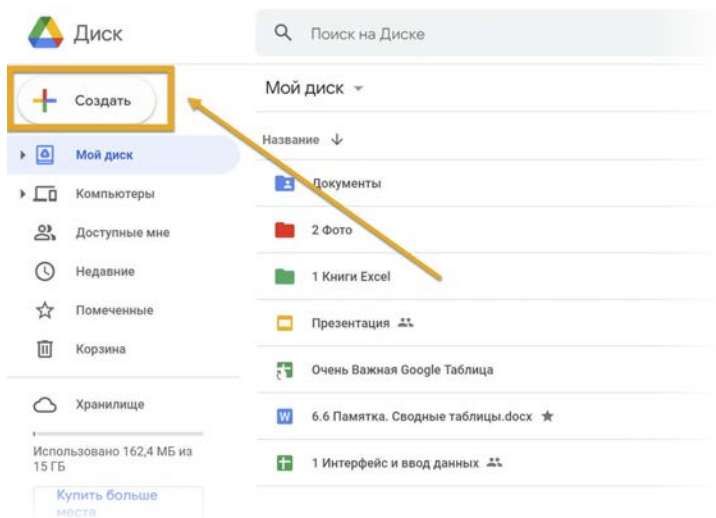 Диск
Поиск на Диске
Создать
Мой диск
Компьютеры
Доступные мне
Недавние
Помеченные
Корзина
Хранилище
Использовано 162,4 МБ из
15 ГБ
Купить больше
места
Мой диск
Название
Документы
2 Фото
1 Книги Excel
Презентация
Очень Важная Google Таблица
W 6.6 Памятка. Сводные таблицы.docx
1 Интерфейс и ввод данных